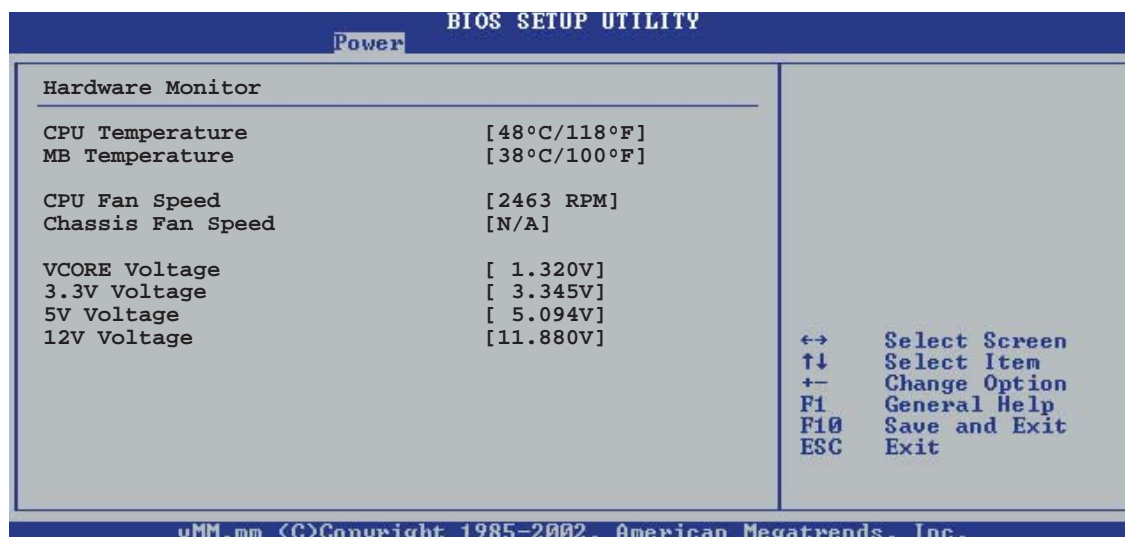 BIOS SETUP UTILITY
Power
Hardware Monitor
CPU Temperature [48ºC/118ºF]
MB Temperature [38ºC/100ºF]
CPU Fan Speed [2463 RPM]
Chassis Fan Speed [N/A]
VCORE Voltage [ 1.320V]
3.3V Voltage [ 3.345V]
5V Voltage [ 5.094V]
12V Voltage [11.880V]
←→ Select Screen
↑↓ Select Item
+- Change Option
F1 General Help
F10 Save and Exit
ESC Exit
vMM.mm (C)Copyright 1985-2002, American Megatrends, Inc.